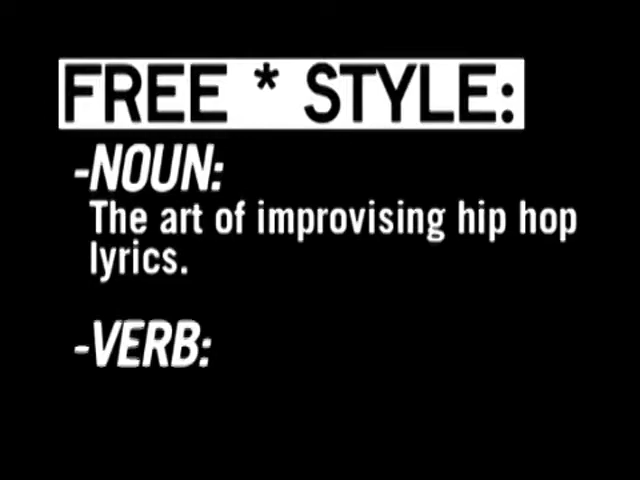 FREE * STYLE:
-NOUN:
The art of improvising hip hop
lyrics.
-VERB: